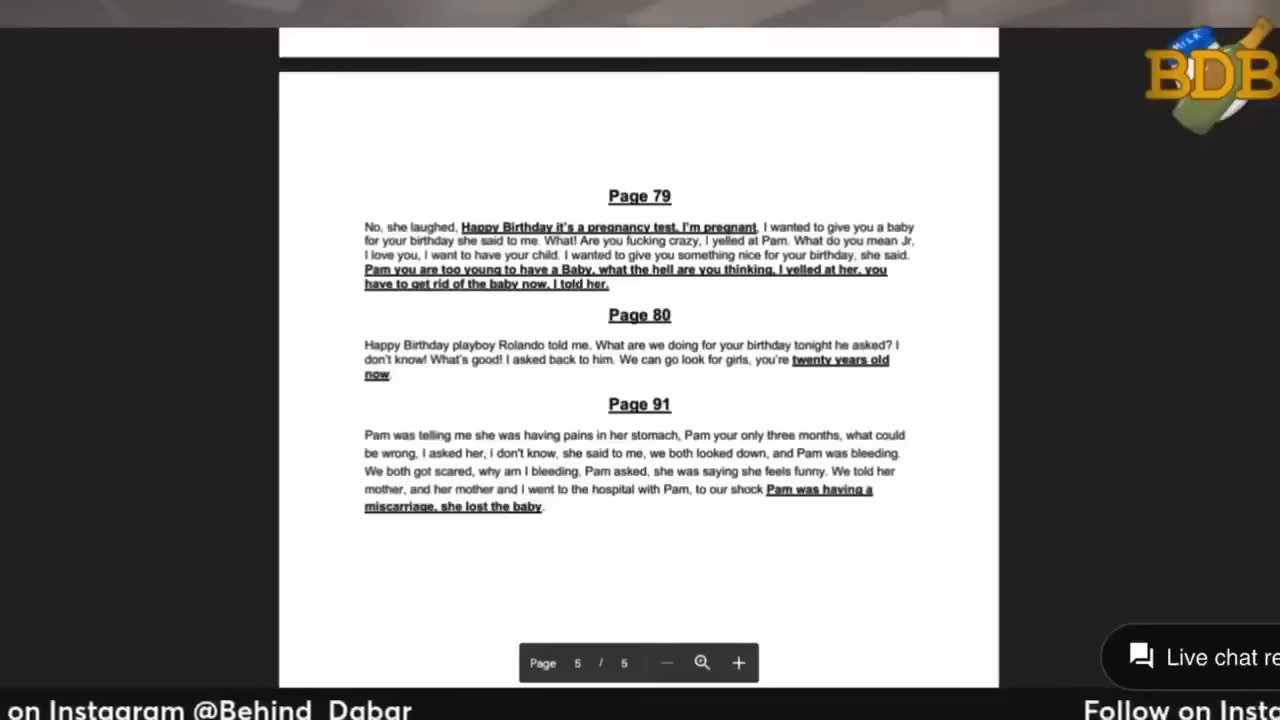 MILK
BDB
Page 79
No, she laughed, Happy Birthday it's a pregnancy test, I'm pregnant, I wanted to give you a baby
for your birthday she said to me. What! Are you fucking crazy, I yelled at Pam. What do you mean Jr,
I love you, I want to have your child. I wanted to give you something nice for your birthday, she said.
Pam you are too young to have a Baby, what the hell are you thinking, I yelled at her, you
have to get rid of the baby now, I told her.
Page 80
Happy Birthday playboy Rolando told me. What are we doing for your birthday tonight he asked? I
don't know! What's good! I asked back to him. We can go look for girls, you're twenty years old
now.
Page 91
Pam was telling me she was having pains in her stomach, Pam your only three months, what could
be wrong, I asked her, I don't know, she said to me, we both looked down, and Pam was bleeding.
We both got scared, why am I bleeding, Pam asked, she was saying she feels funny. We told her
mother, and her mother and I went to the hospital with Pam, to our shock Pam was having a
miscarriage, she lost the baby.
Page 5 / 5
Live chat re
on Instagram @Behind_Dabar
Follow on Insta